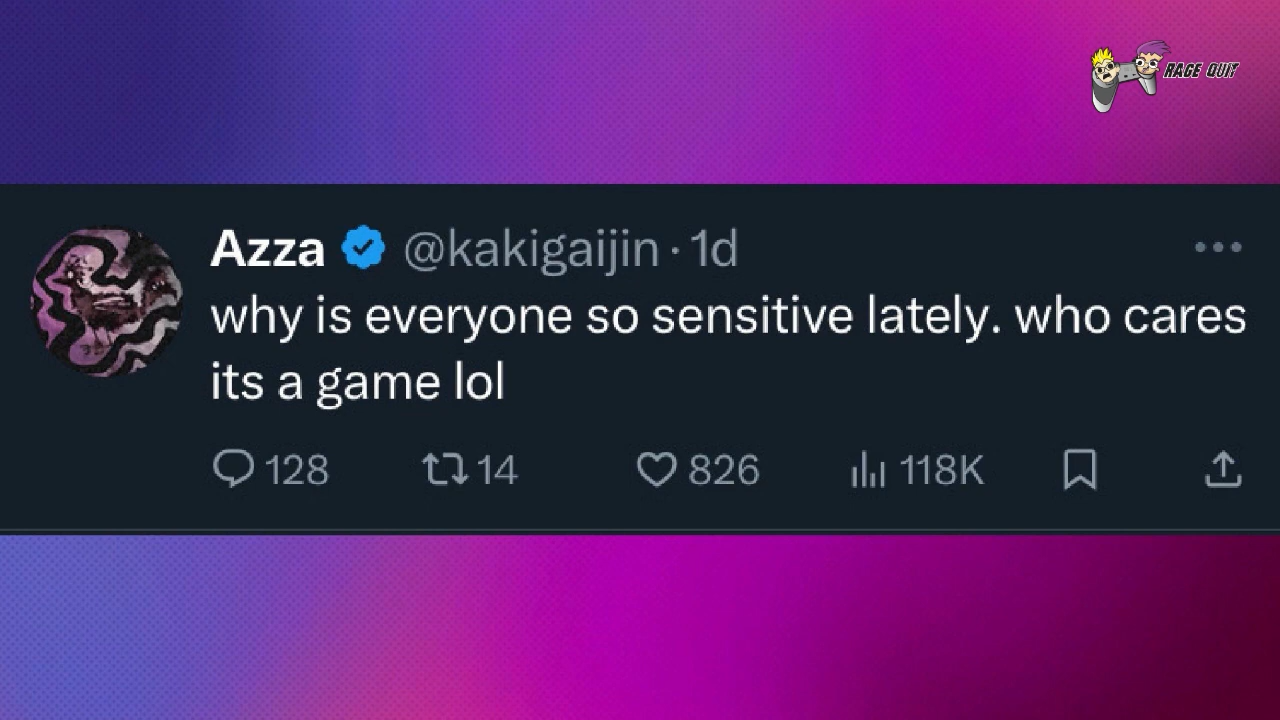 RAGE QUIT
Azza @kakigaijin · 1d
why is everyone so sensitive lately. who cares
its a game lol
128 14 826 118K